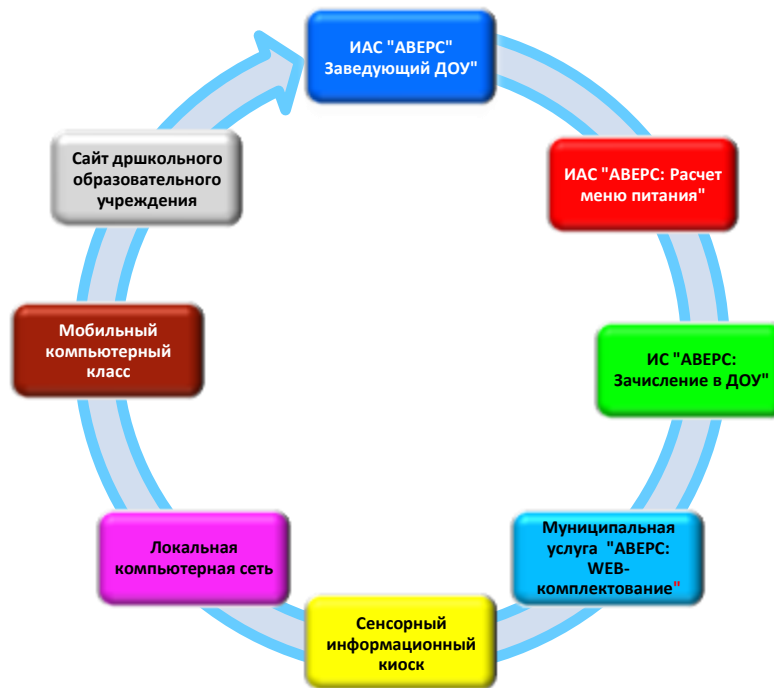 ИАС "АВЕРС"
Заведующий ДОУ"
ИАС "АВЕРС: Расчет
меню питания"
ИС "АВЕРС:
Зачисление в ДОУ"
Муниципальная
услуга "АВЕРС:
WEB-
комплектование"
Сенсорный
информационный
киоск
Локальная
компьютерная сеть
Мобильный
компьютерный
класс
Сайт дршкольного
образовательного
учреждения